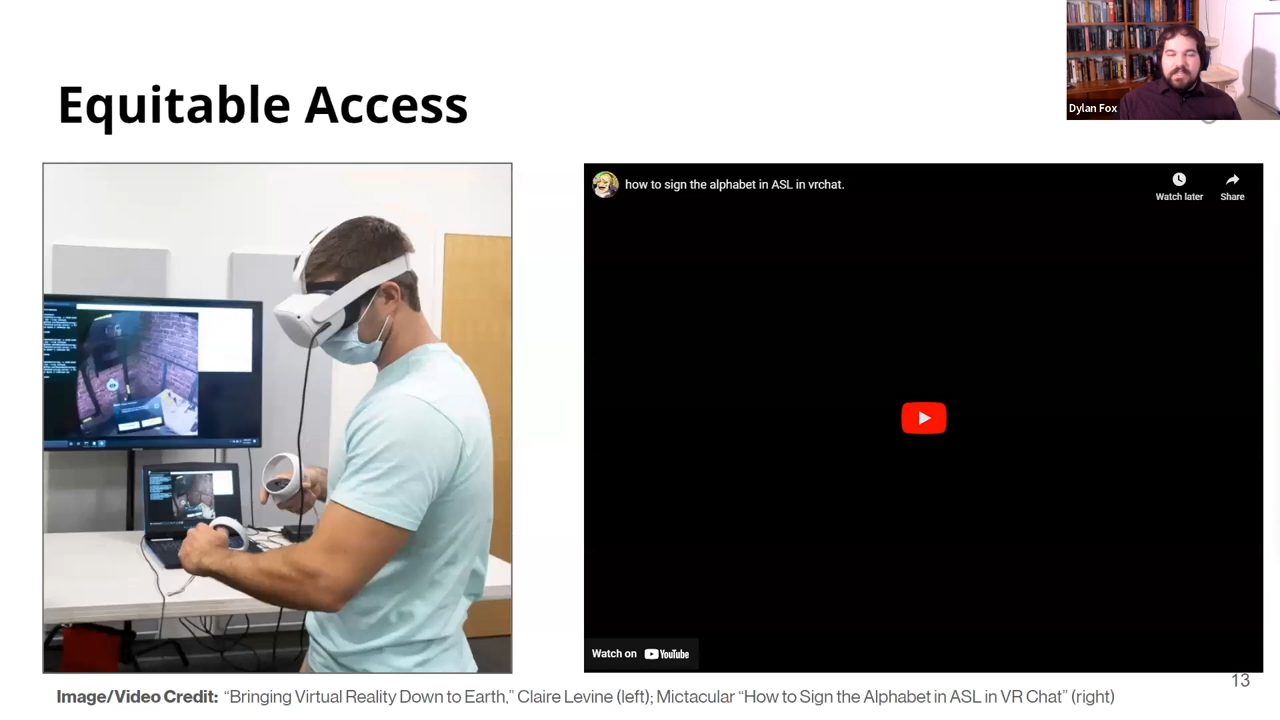 Equitable Access
Dylan Fox
how to sign the alphabet in ASL in vrchat.
Watch later
Share
Watch on YouTube
13
Image/Video Credit: “Bringing Virtual Reality Down to Earth,” Claire Levine (left); Mictacular “How to Sign the Alphabet in ASL in VR Chat” (right)